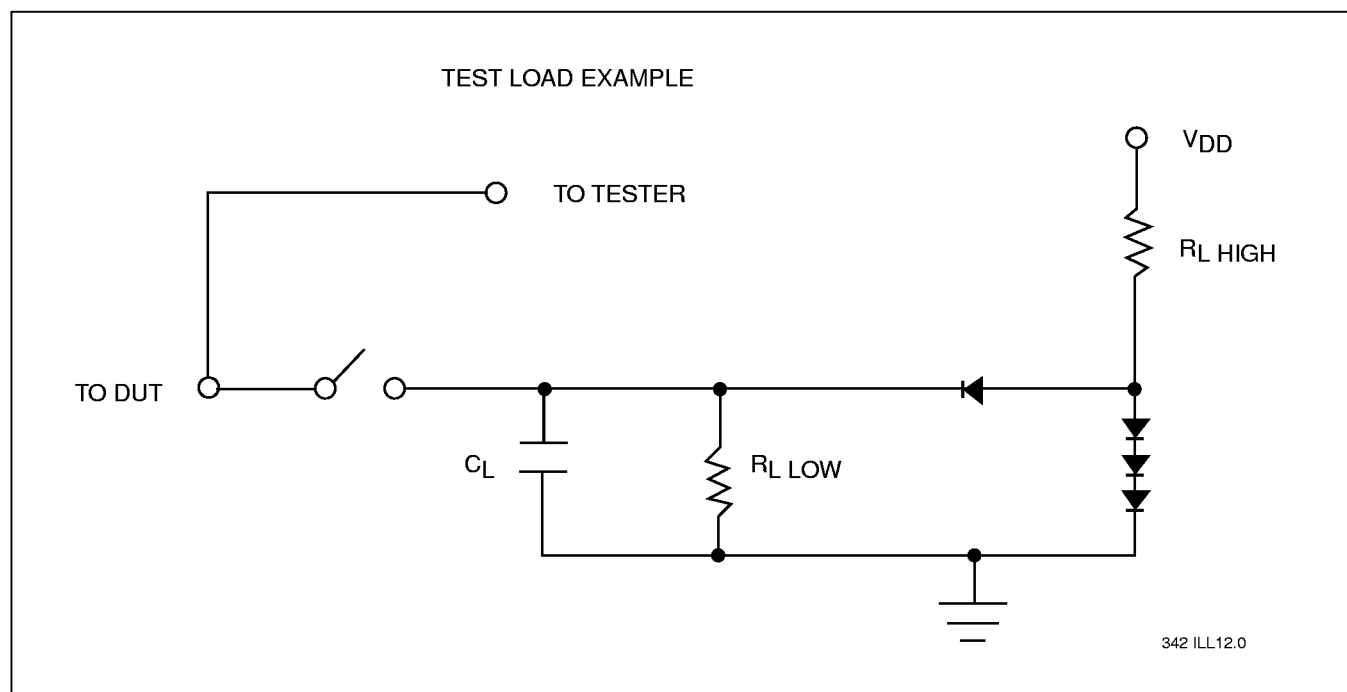 TEST LOAD EXAMPLE
VDD
TO TESTER
RL HIGH
TO DUT
CL
RL LOW
342 ILL12.0